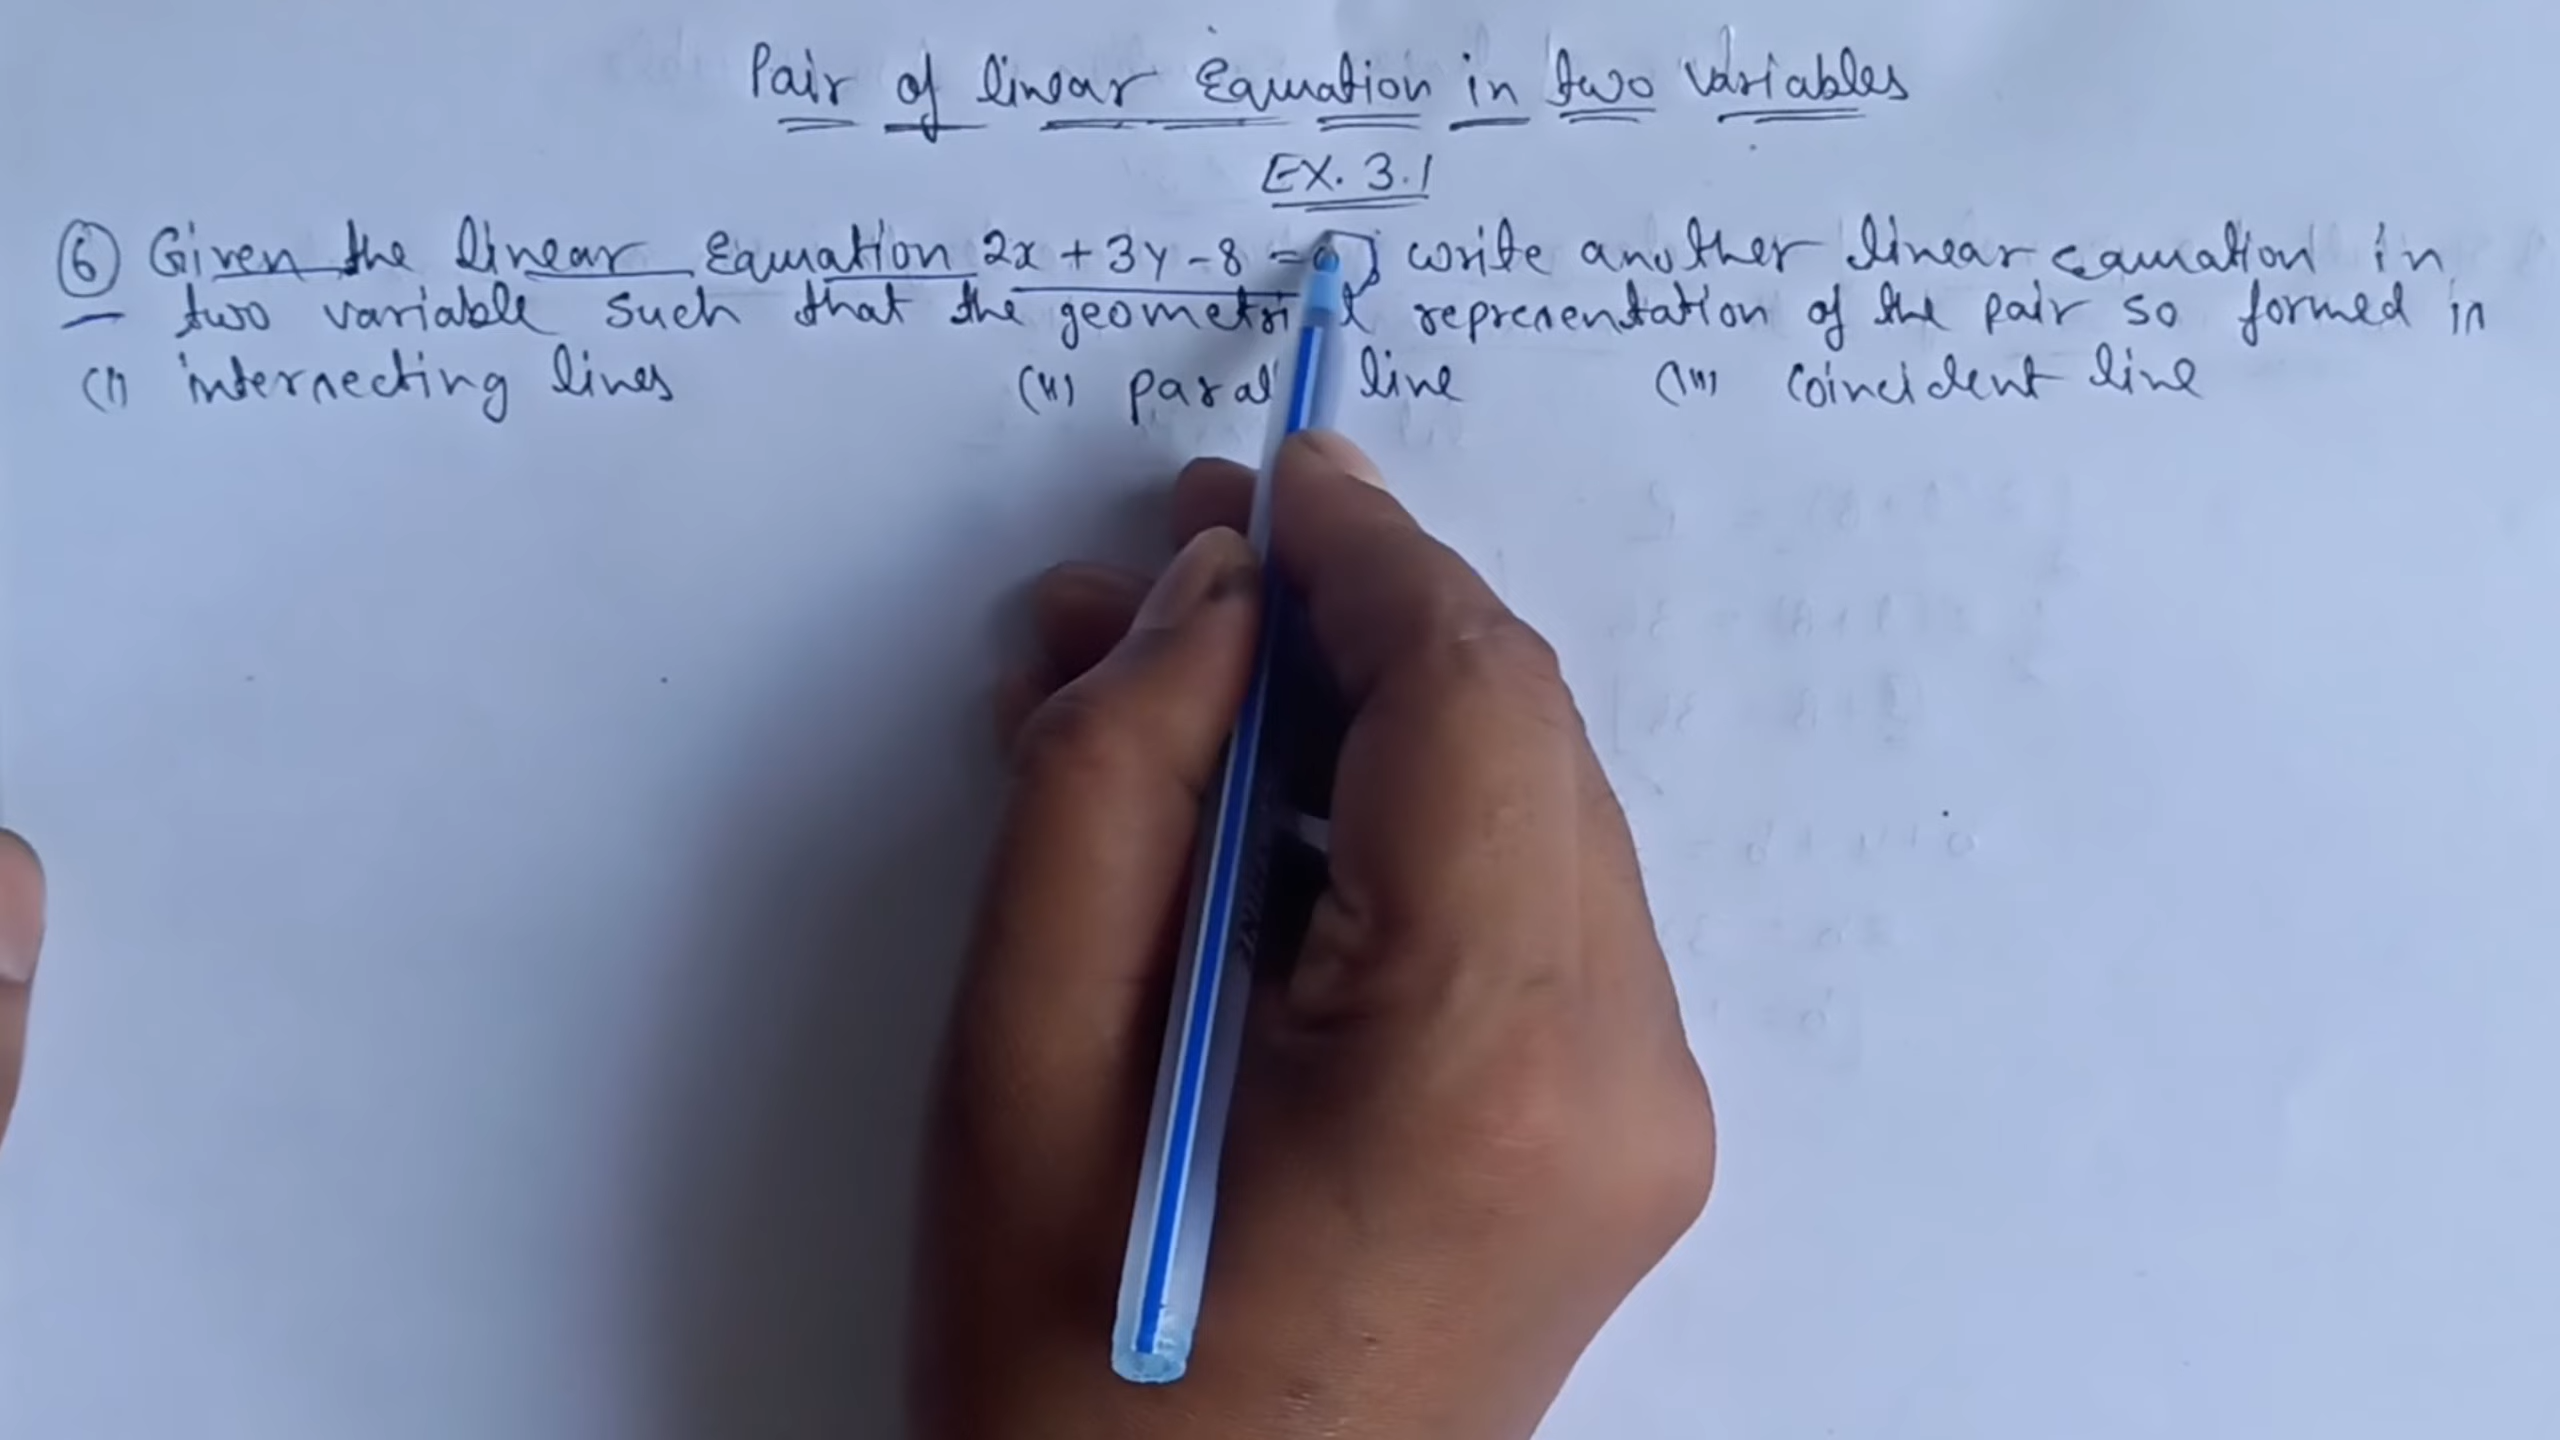 Pair of linear Equation in two variables
EX. 3.1
6 Given the linear Equation 2x + 3y - 8 = 0, write another linear equation in
two variable such that the representation of the pair so formed in
(i) intersecting lines (ii) line (iii) coincident line